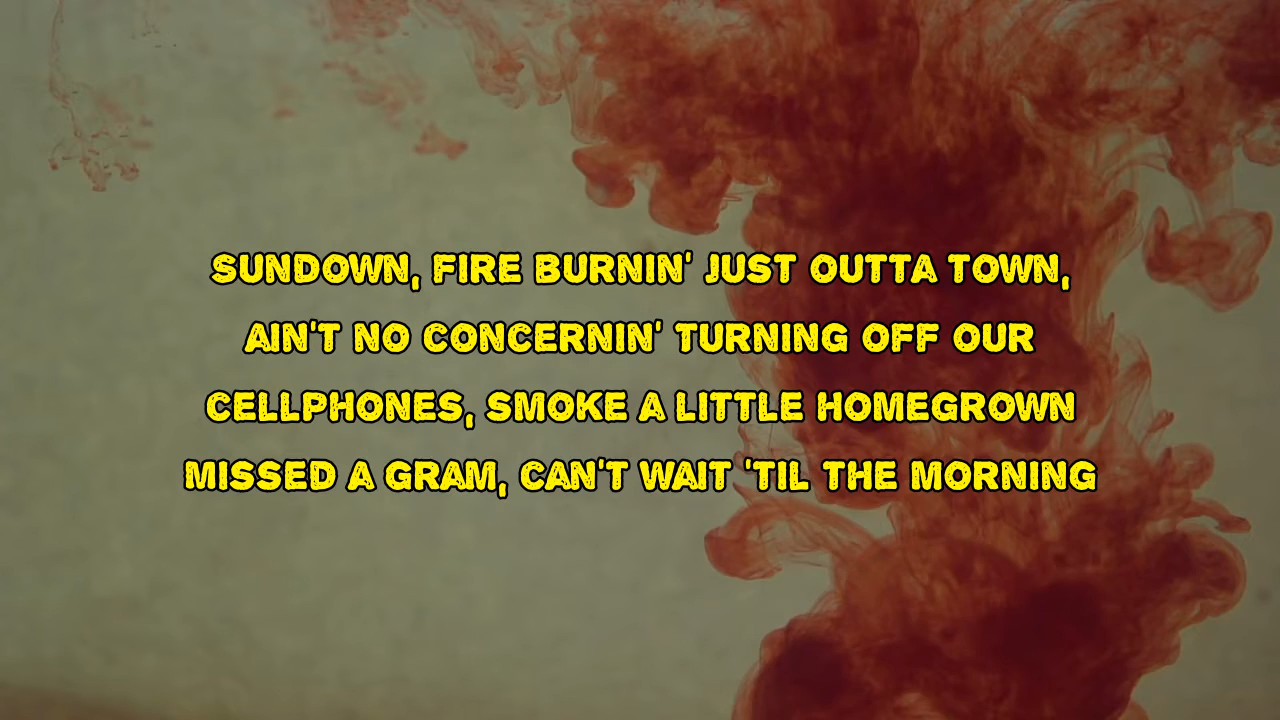 SUNDOWN, FIRE BURNIN' JUST OUTTA TOWN,
AIN'T NO CONCERNIN' TURNING OFF OUR
CELLPHONES, SMOKE A LITTLE HOMEGROWN
MISSED A GRAM, CAN'T WAIT 'TIL THE MORNING